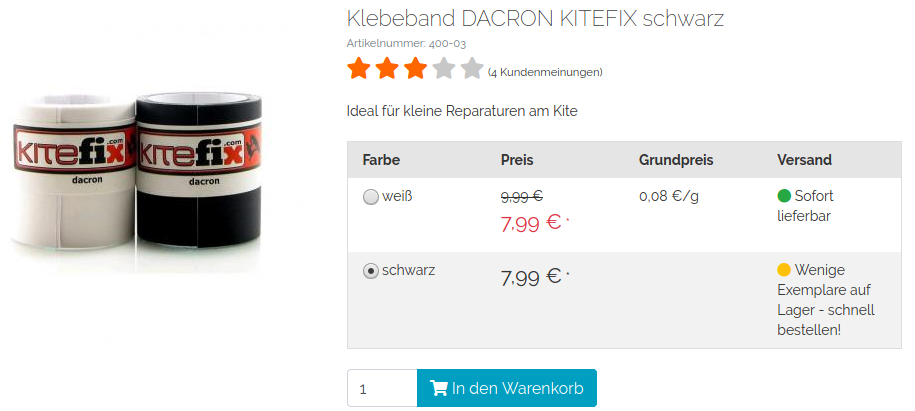 Klebeband DACRON KITEFIX schwarz
Artikelnummer: 400-03
(4 Kundenmeinungen)
Ideal für kleine Reparaturen am Kite
Farbe Preis Grundpreis Versand
weiß 9,99 € 0,08 €/g Sofort
7,99 € * lieferbar
schwarz 7,99 € * Wenige
Exemplare auf
Lager - schnell
bestellen!
1 In den Warenkorb
KITEfix.com KITEfix.com
dacron dacron